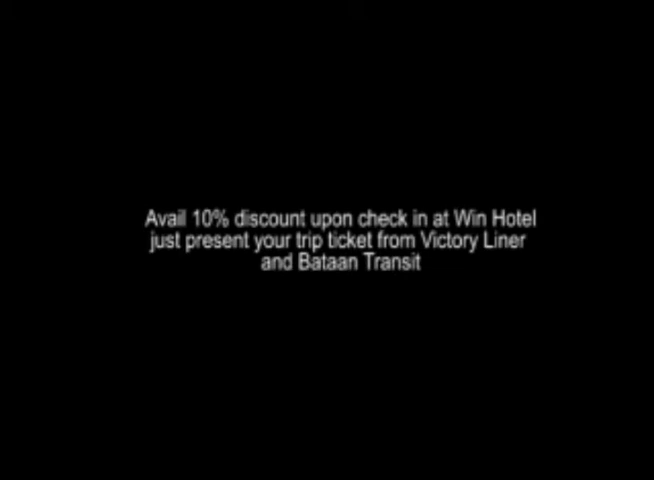 Avail 10% discount upon check in at Win Hotel
just present your trip ticket from Victory Liner
and Bataan Transit